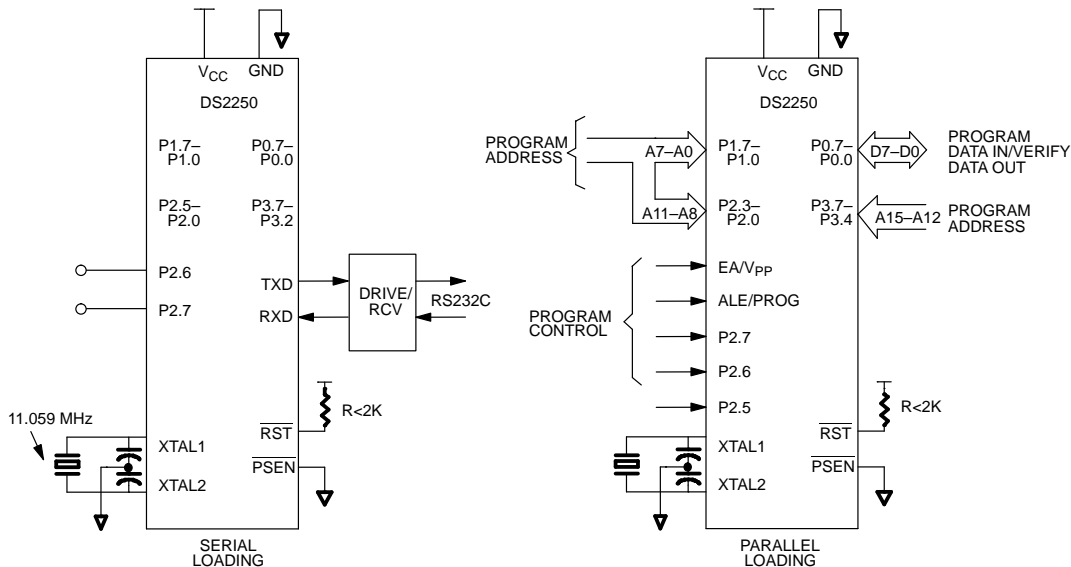 VCC
GND
DS2250
P1.7–
P1.0
P0.7–
P0.0
P2.5–
P2.0
P3.7–
P3.2
P2.6
TXD
P2.7
RXD
DRIVE/
RCV
RS232C
11.059 MHz
R<2K
RST
XTAL1
PSEN
XTAL2
SERIAL
LOADING
VCC
GND
DS2250
PROGRAM
ADDRESS
A7–A0
P1.7–
P1.0
P0.7–
P0.0
D7–D0
PROGRAM
DATA IN/VERIFY
DATA OUT
A11–A8
P2.3–
P2.0
P3.7–
P3.4
A15–A12
PROGRAM
ADDRESS
PROGRAM
CONTROL
EA/VPP
ALE/PROG
P2.7
P2.6
P2.5
R<2K
RST
XTAL1
PSEN
XTAL2
PARALLEL
LOADING